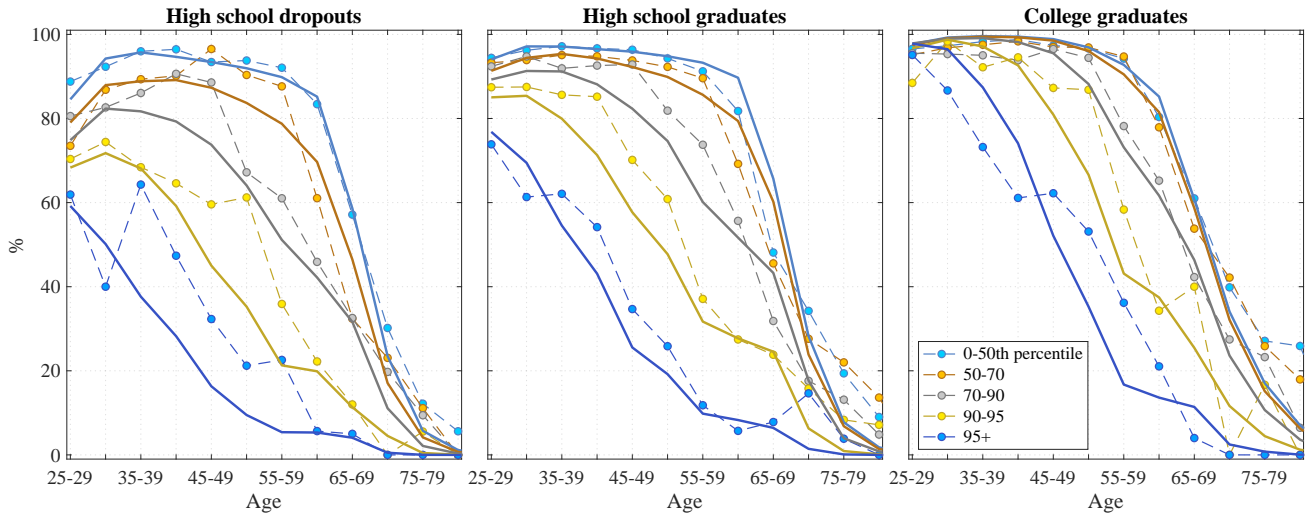 High school dropouts
High school graduates
College graduates
100
80
60
40
20
0
%
25-29 35-39 45-49 55-59 65-69 75-79
25-29 35-39 45-49 55-59 65-69 75-79
25-29 35-39 45-49 55-59 65-69 75-79
Age
Age
Age
0-50th percentile
50-70
70-90
90-95
95+